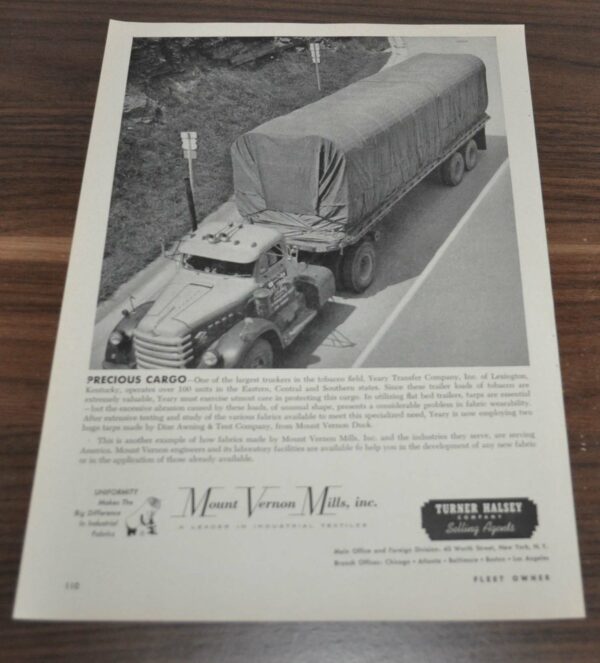 PRECIOUS CARGO—One of the largest truckers in the tobacco field, Yeary Transfer Company, Inc. of Lexington,
Kentucky, operates over 100 units in the Eastern, Central and Southern states. Since these trailer loads of tobacco are
extremely valuable, Yeary must exercise utmost care in protecting this cargo. In utilizing flat bed trailers, tarps are essential
—but the excessive abrasion caused by these loads, of unusual shape, presents a considerable problem in fabric wearability.
After extensive testing and study of the various fabrics available to meet this specialized need, Yeary is now employing two
huge tarps made by Dize Awning & Tent Company, from Mount Vernon Duck.
This is another example of how fabrics made by Mount Vernon Mills, Inc. and the industries they serve, are serving
America. Mount Vernon engineers and its laboratory facilities are available to help you in the development of any new fabric
or in the application of those already available.
UNIFORMITY
Makes The
Big Difference
In Industrial
Fabrics
Mount Vernon Mills, inc.
A LEADER IN INDUSTRIAL TEXTILES
TURNER HALSEY
COMPANY
Selling Agents
Main Office and Foreign Division: 40 Worth Street, New York, N. Y.
Branch Offices: Chicago • Atlanta • Baltimore • Boston • Los Angeles
110
FLEET OWNER